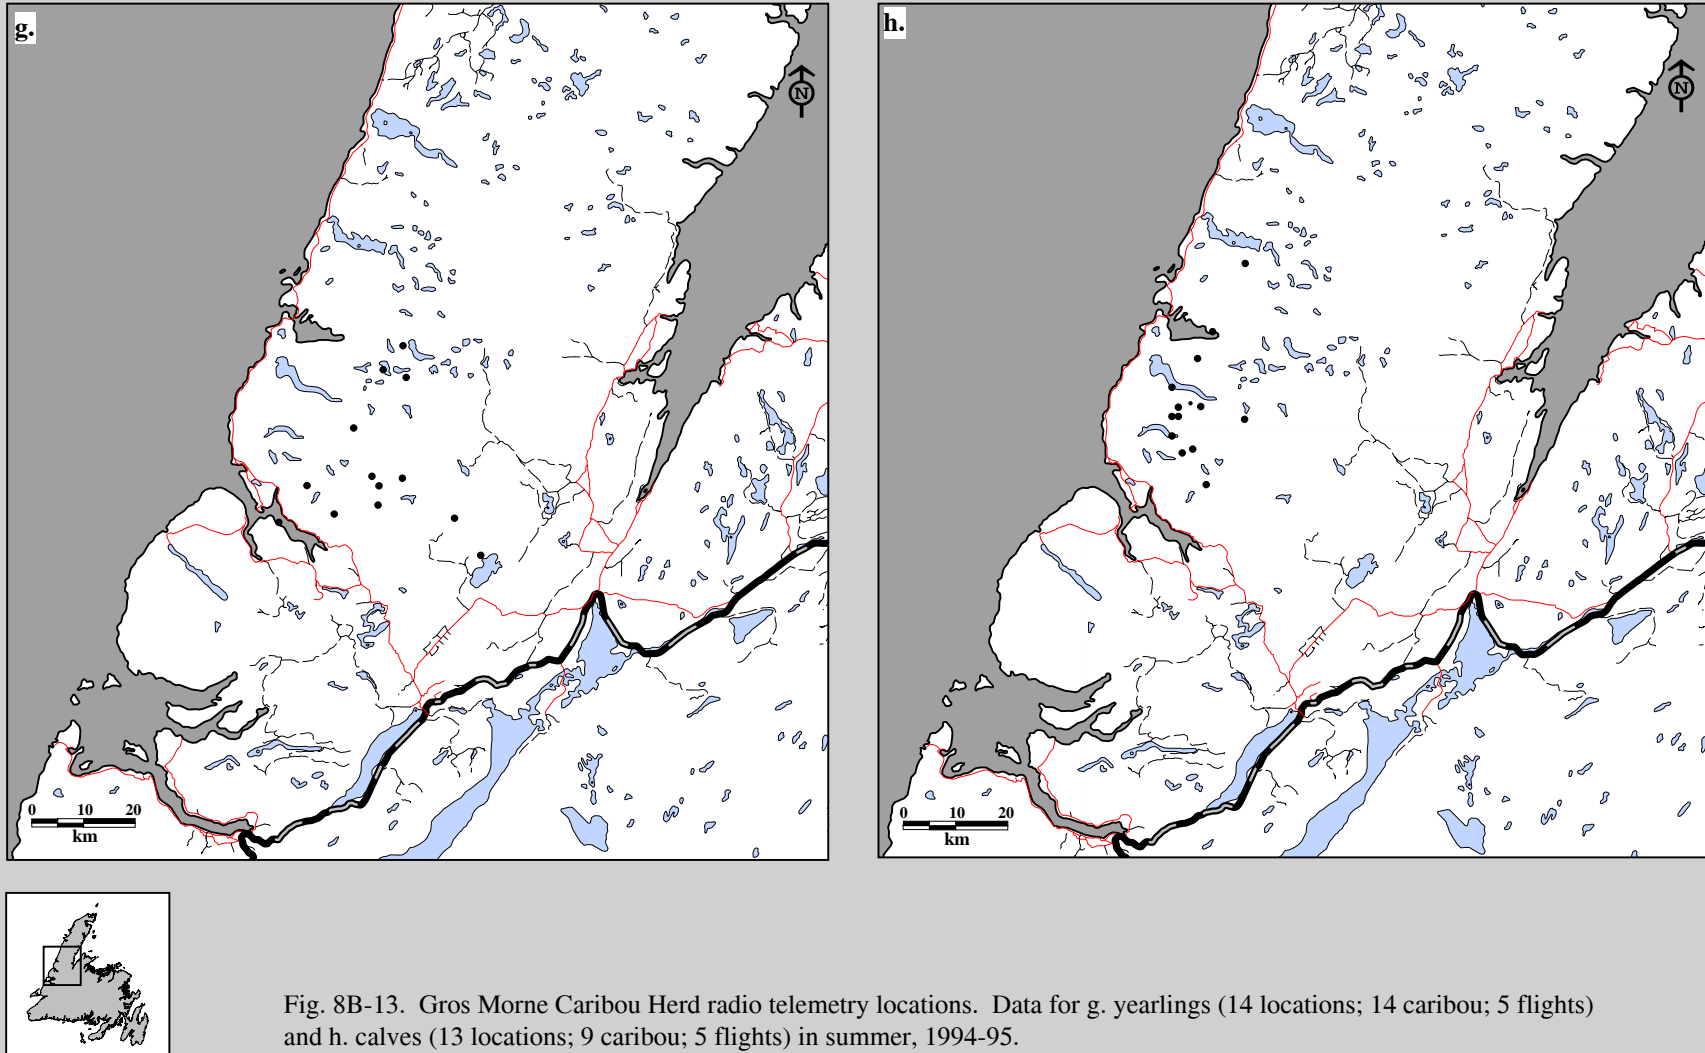 g.
N
0 10 20
km
h.
N
0 10 20
km
Fig. 8B-13. Gros Morne Caribou Herd radio telemetry locations. Data for g. yearlings (14 locations; 14 caribou; 5 flights)
and h. calves (13 locations; 9 caribou; 5 flights) in summer, 1994-95.